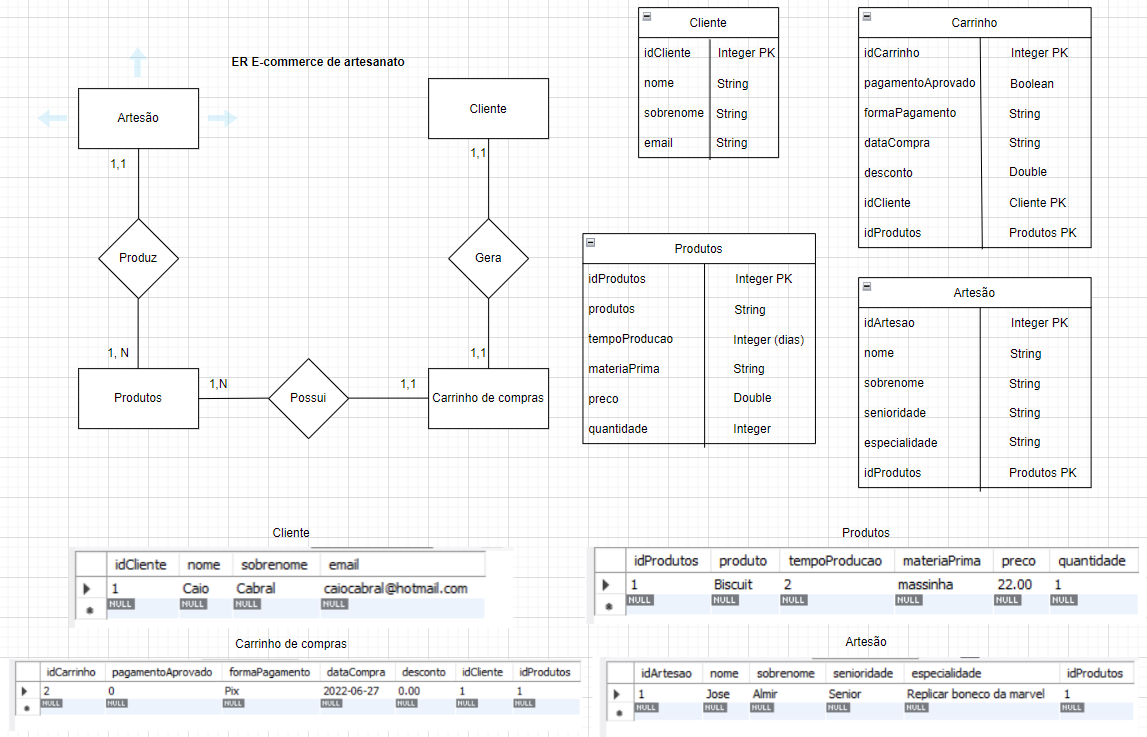 ER E-commerce de artesanato
Artesão
1,1
Produz
1, N
Produtos
1,N
Possui
1,1
Carrinho de compras
Cliente
1,1
Gera
1,1
Cliente
idCliente Integer PK
nome String
sobrenome String
email String
Carrinho
idCarrinho Integer PK
pagamentoAprovado Boolean
formaPagamento String
dataCompra String
desconto Double
idCliente Cliente PK
idProdutos Produtos PK
Produtos
idProdutos Integer PK
produtos String
tempoProducao Integer (dias)
materiaPrima String
preco Double
quantidade Integer
Artesão
idArtesao Integer PK
nome String
sobrenome String
senioridade String
especialidade String
idProdutos Produtos PK
Cliente
idCliente nome sobrenome email
1 Caio Cabral caiocabral@hotmail.com
NULL NULL NULL NULL
Produtos
idProdutos produto tempoProducao materiaPrima preco quantidade
1 Biscuit 2 massinha 22.00 1
NULL NULL NULL NULL NULL NULL
Carrinho de compras
idCarrinho pagamentoAprovado formaPagamento dataCompra desconto idCliente idProdutos
2 0 Pix 2022-06-27 0.00 1 1
NULL NULL NULL NULL NULL NULL NULL
Artesão
idArtesao nome sobrenome senioridade especialidade idProdutos
1 Jose Almir Senior Replicar boneco da marvel 1
NULL NULL NULL NULL NULL NULL